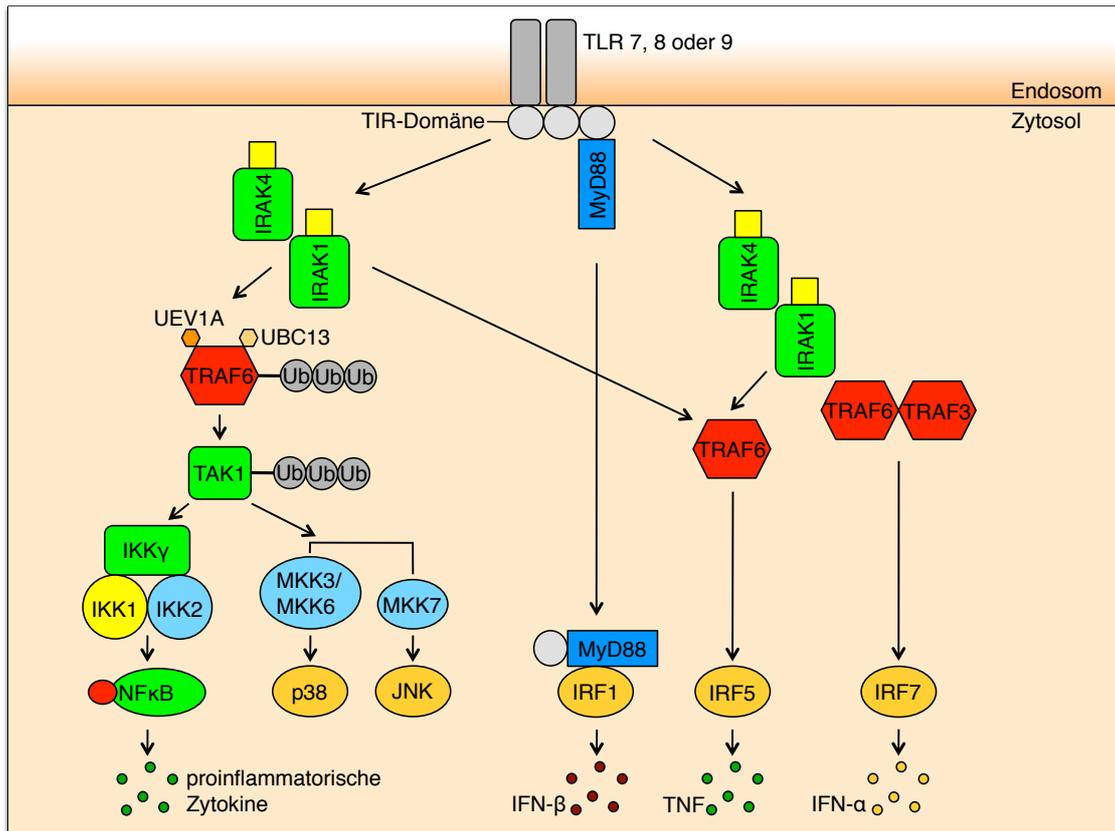 TLR 7, 8 oder 9
Endosom
TIR-Domäne
Zytosol
MyD88
IRAK4
IRAK1
IRAK4
IRAK1
UEV1A
UBC13
TRAF6
Ub Ub Ub
TRAF6 TRAF3
TRAF6
TAK1
Ub Ub Ub
IKKγ
IKK1 IKK2
MKK3/
MKK6
MKK7
MyD88
NFκB
p38
JNK
IRF1
IRF5
IRF7
proinflammatorische
Zytokine
IFN-β
TNF
IFN-α